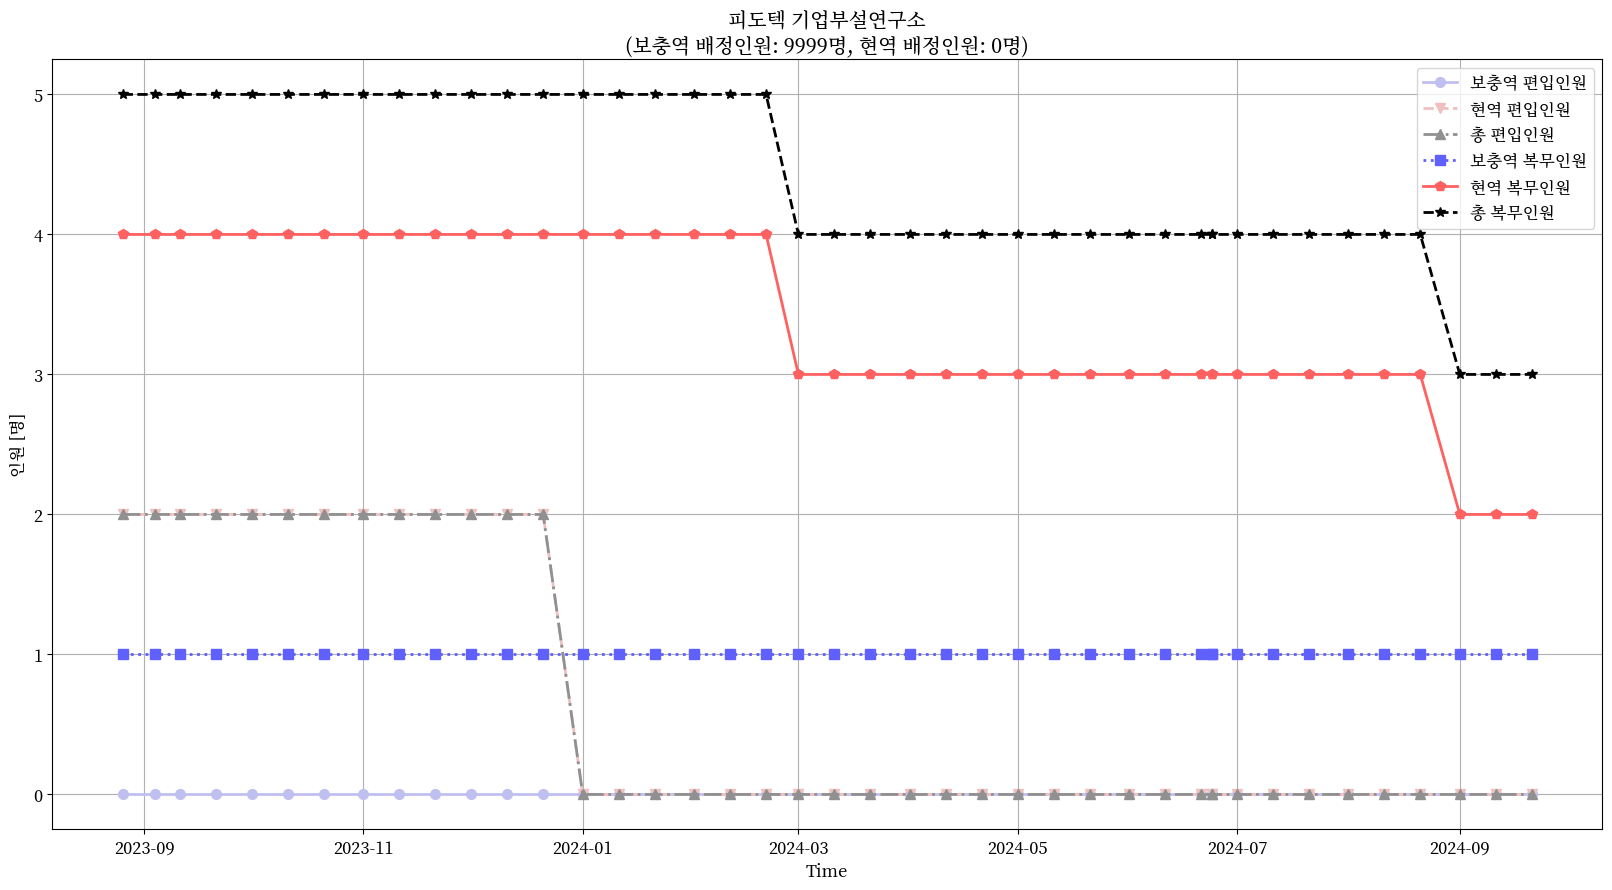 피도텍 기업부설연구소
(보충역 배정인원: 9999명, 현역 배정인원: 0명)
보충역 편입인원
현역 편입인원
총 편입인원
보충역 복무인원
현역 복무인원
총 복무인원
인원 [명]
5
4
3
2
1
0
2023-09
2023-11
2024-01
2024-03
2024-05
2024-07
2024-09
Time